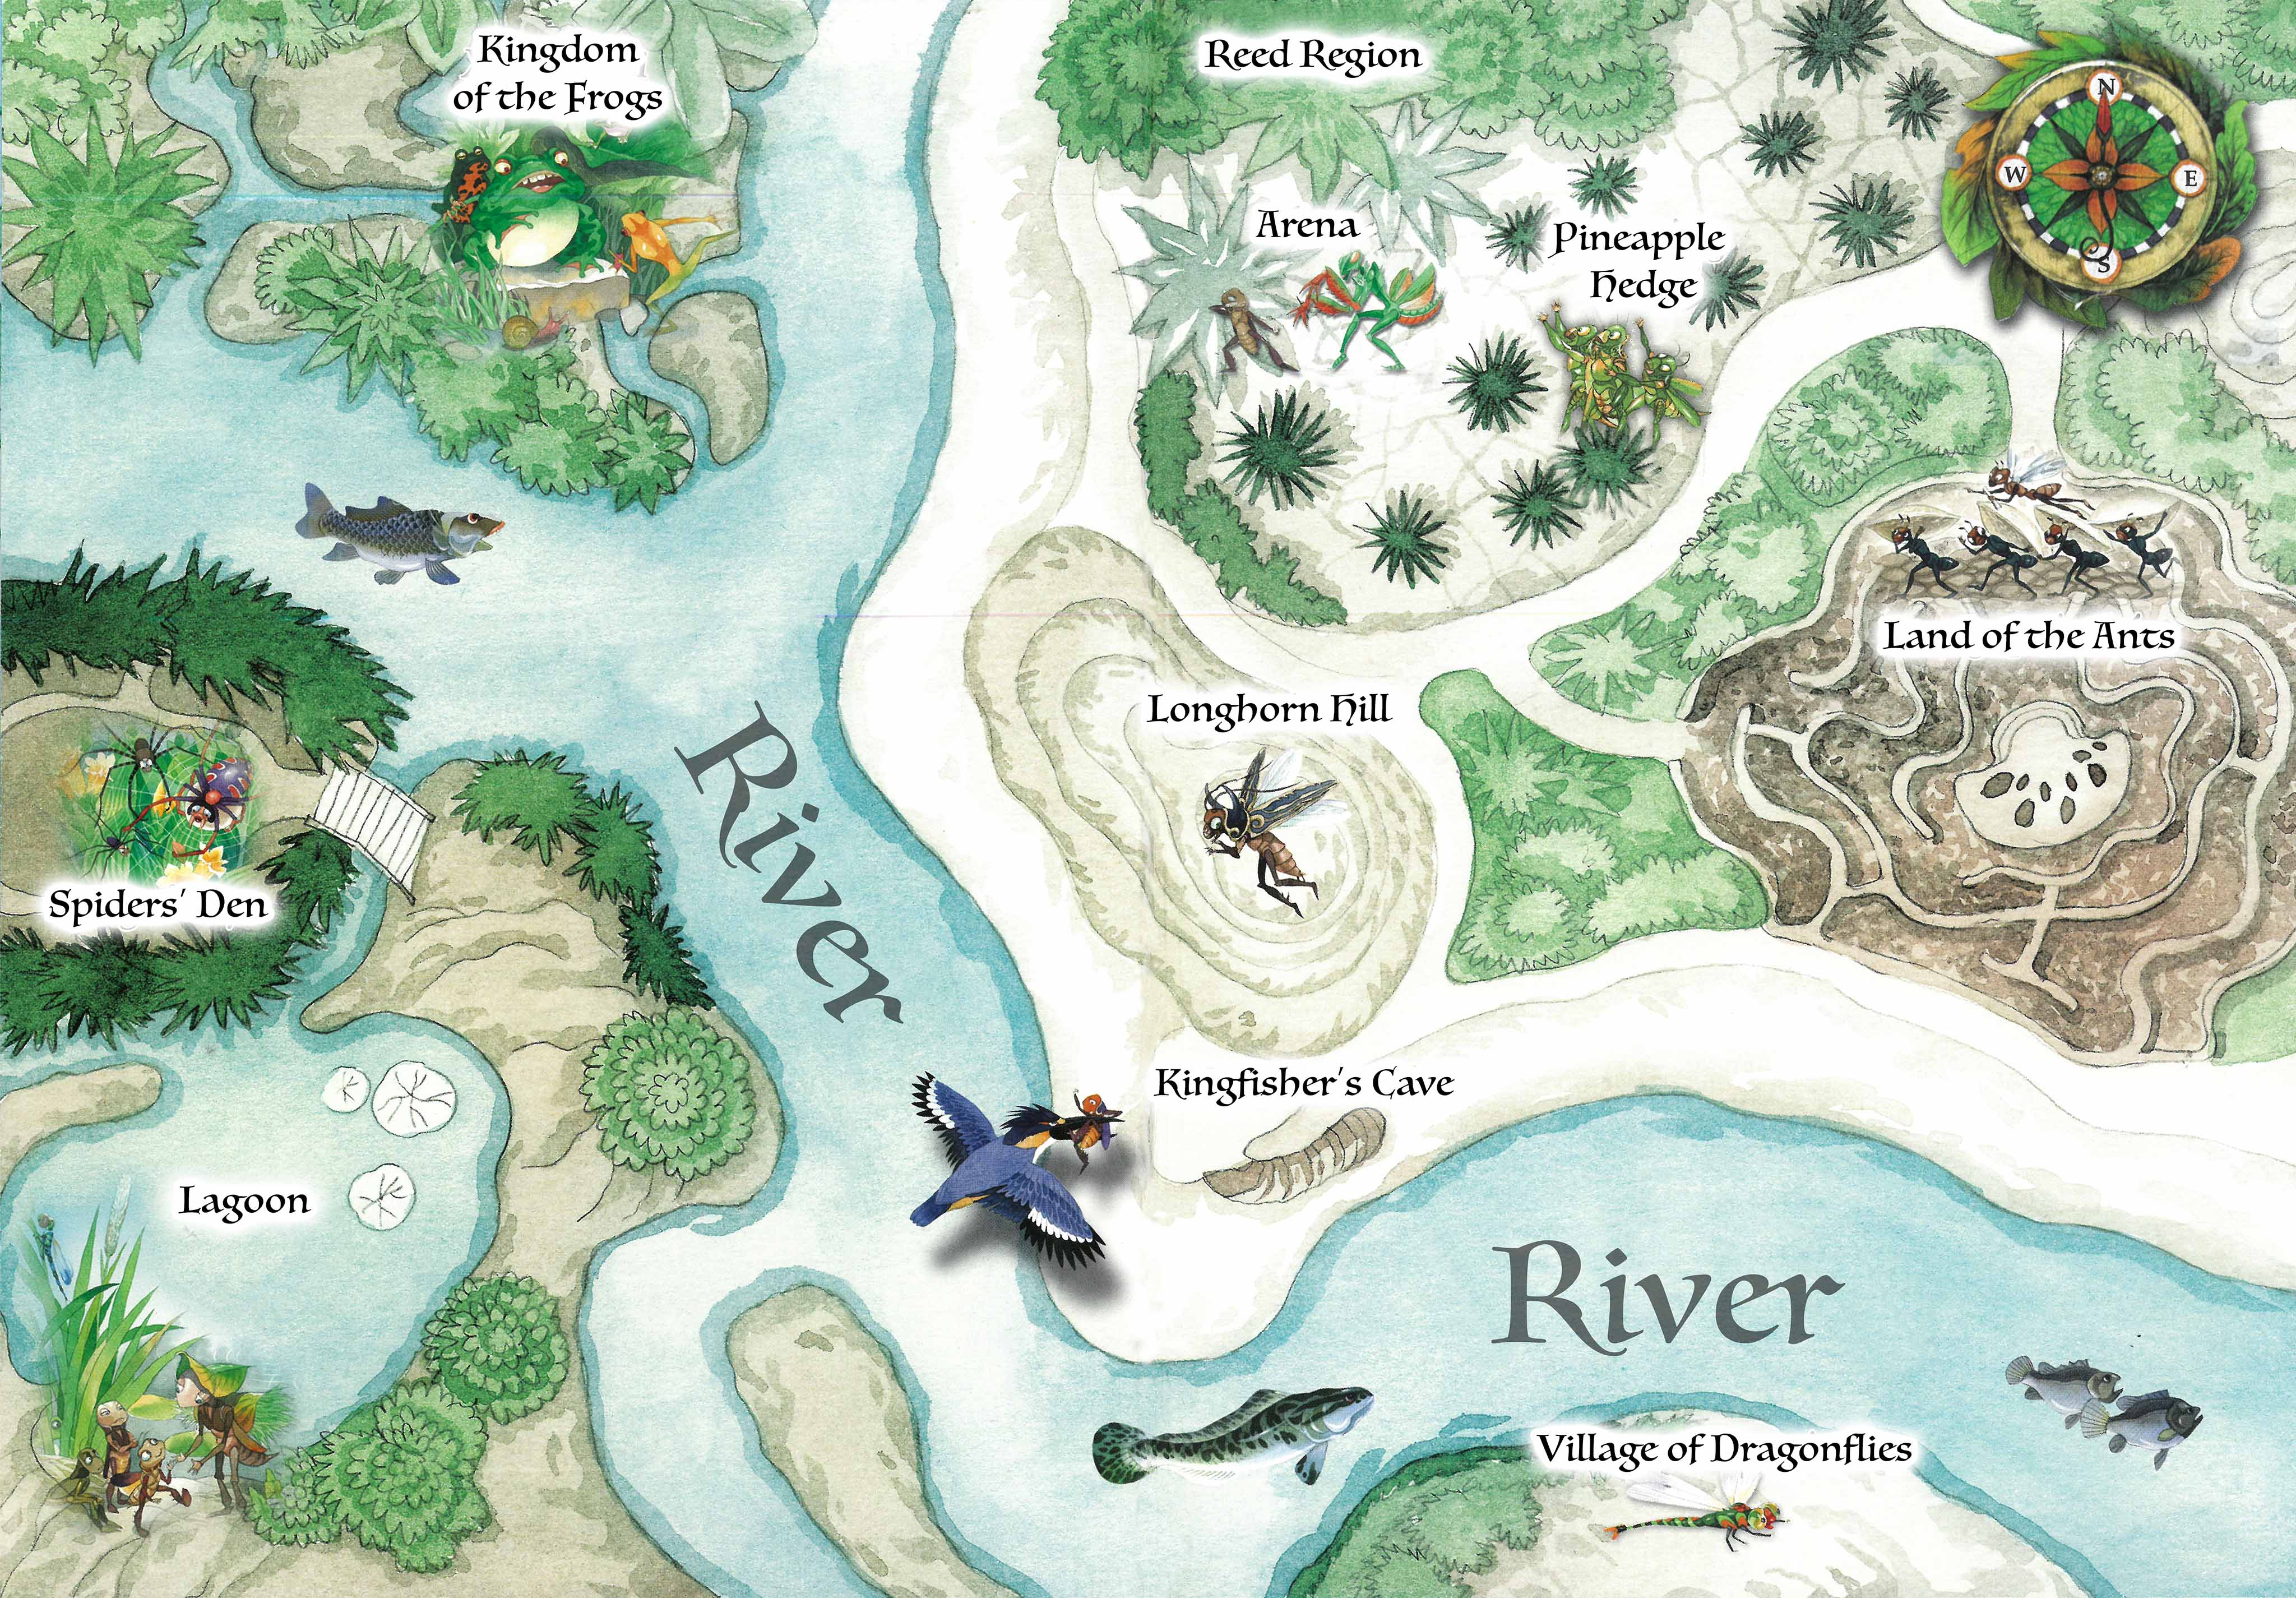 Kingdom
of the Frogs
Reed Region
N
W
E
S
Arena
Pineapple
Hedge
Land of the Ants
Longhorn Hill
River
Spiders' Den
Kingfisher's Cave
Lagoon
River
Village of Dragonflies